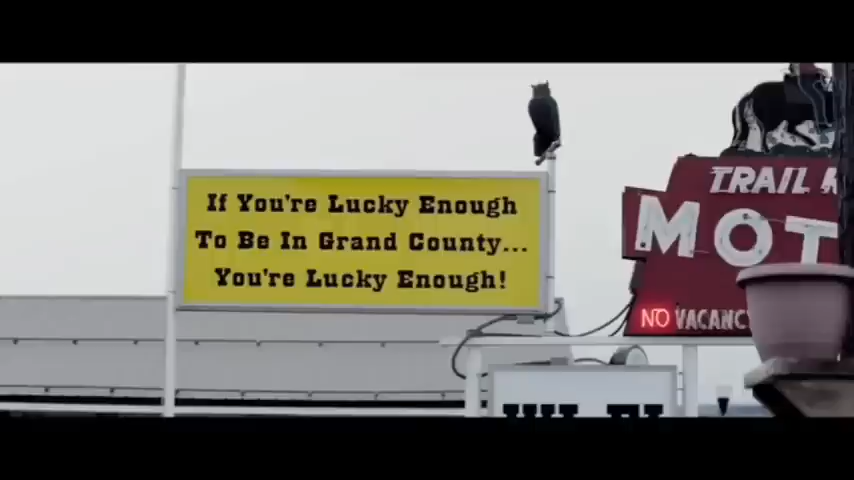 If You're Lucky Enough
To Be In Grand County...
You're Lucky Enough!
TRAIL
MOT
NO VACANC